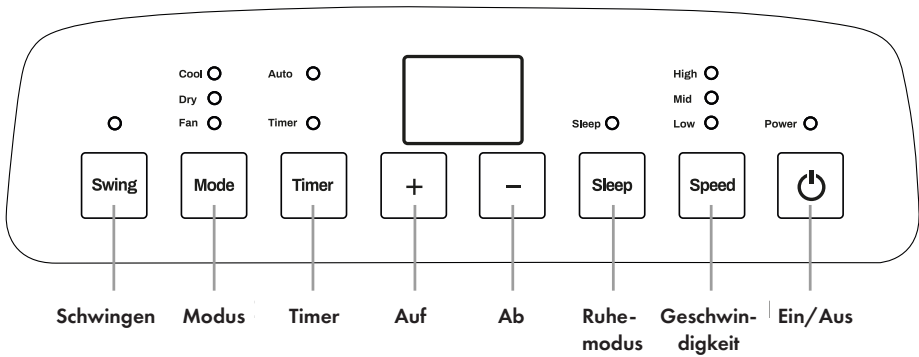 Cool Auto High
Dry Mid
Fan Timer Sleep Low Power
Swing Mode Timer + – Sleep Speed
Schwingen Modus Timer Auf Ab Ruhe- Geschwin- Ein/Aus
modus digkeit